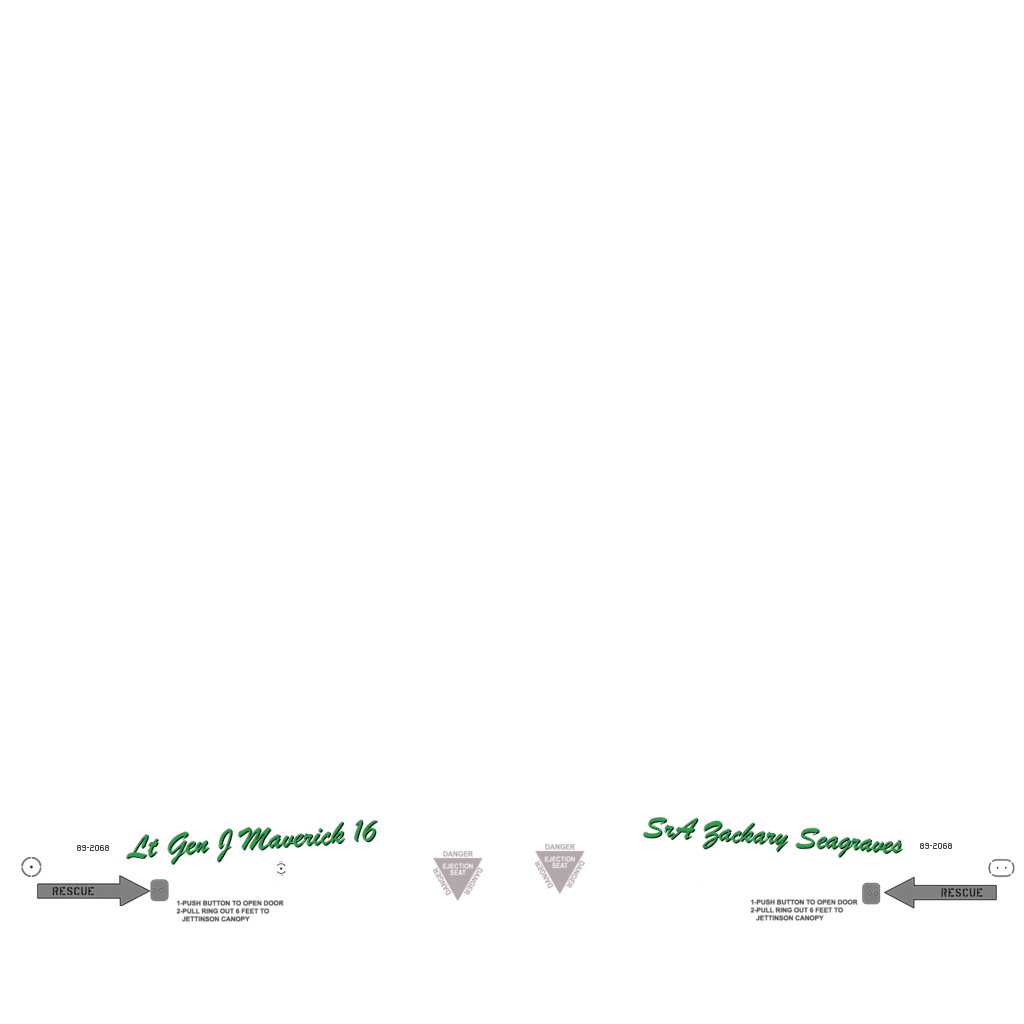 Lt Gen J Maverick 16
89-2068
RESCUE
1-PUSH BUTTON TO OPEN DOOR
2-PULL RING OUT 6 FEET TO
JETTINSON CANOPY
DANGER
EJECTION
SEAT
DANGER
DANGER
DANGER
EJECTION
SEAT
DANGER
DANGER
SrA Zackary Seagraves
89-2068
1-PUSH BUTTON TO OPEN DOOR
2-PULL RING OUT 6 FEET TO
JETTINSON CANOPY
RESCUE